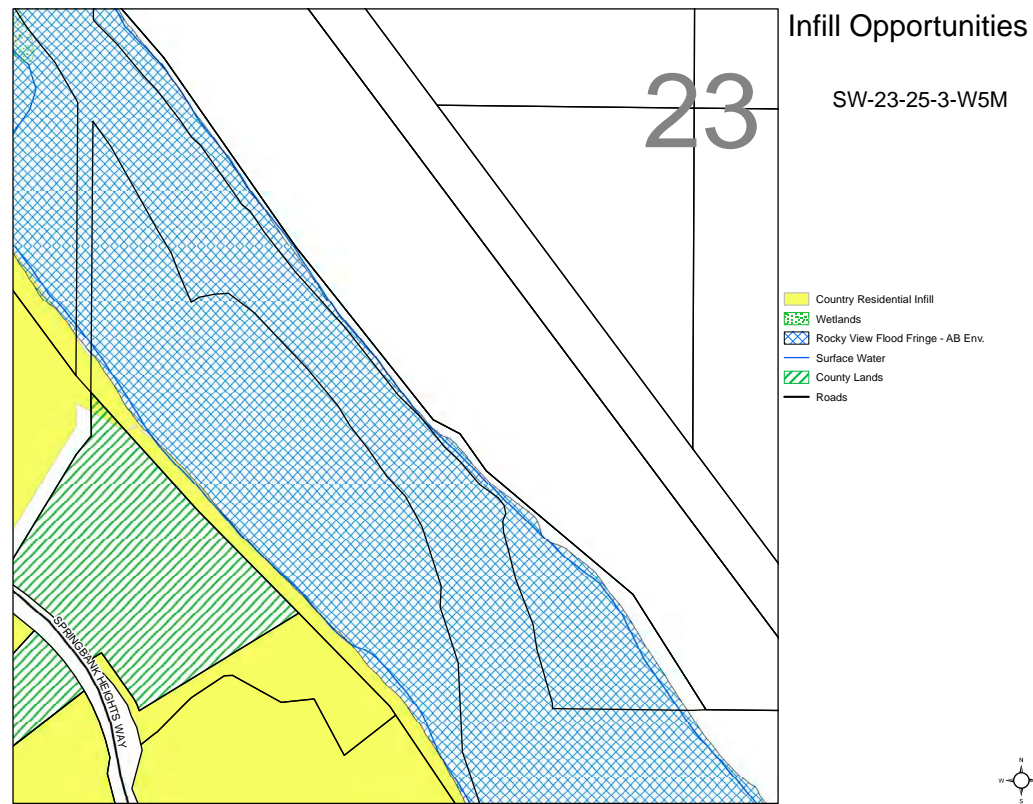 Infill Opportunities
SW-23-25-3-W5M
23
Country Residential Infill
Wetlands
Rocky View Flood Fringe - AB Env.
Surface Water
County Lands
Roads
SPRINGBANK HEIGHTS WAY
N
W
S